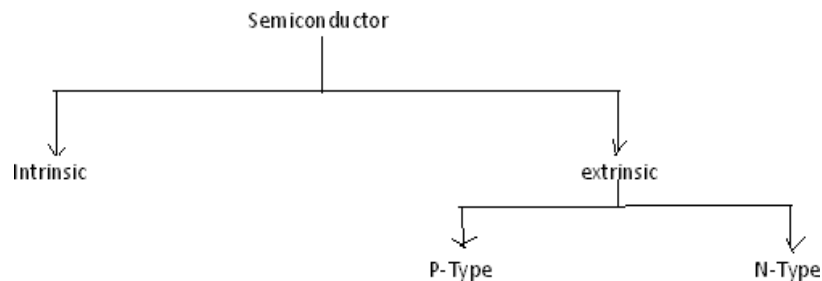 Semiconductor
Intrinsic
extrinsic
P-Type
N-Type